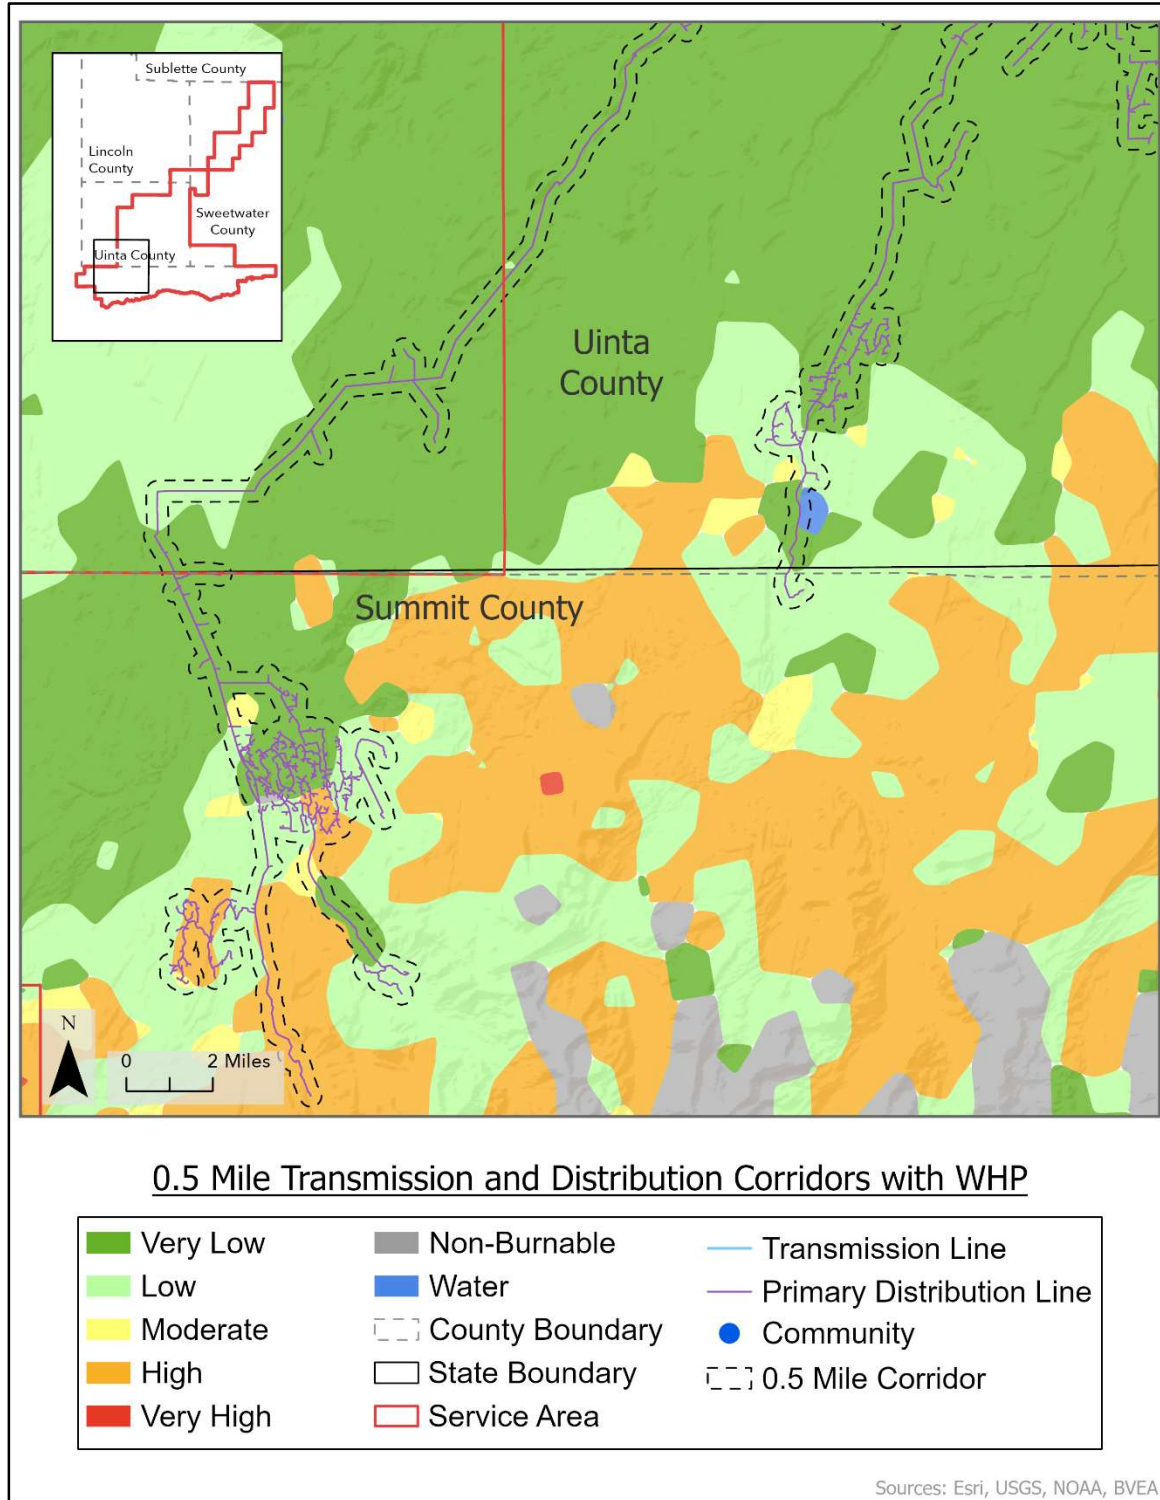 Sublette County
Lincoln
County
Sweetwater
County
Uinta County
Uinta
County
Summit County
N
0 2 Miles
0.5 Mile Transmission and Distribution Corridors with WHP
Very Low
Low
Moderate
High
Very High
Non-Burnable
Water
County Boundary
State Boundary
Service Area
Transmission Line
Primary Distribution Line
Community
0.5 Mile Corridor
Sources: Esri, USGS, NOAA, BVEA